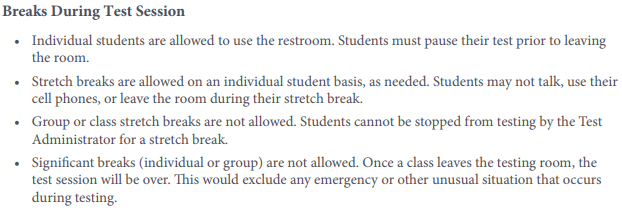 Breaks During Test Session
• Individual students are allowed to use the restroom. Students must pause their test prior to leaving
the room.
• Stretch breaks are allowed on an individual student basis, as needed. Students may not talk, use their
cell phones, or leave the room during their stretch break.
• Group or class stretch breaks are not allowed. Students cannot be stopped from testing by the Test
Administrator for a stretch break.
• Significant breaks (individual or group) are not allowed. Once a class leaves the testing room, the
test session will be over. This would exclude any emergency or other unusual situation that occurs
during testing.